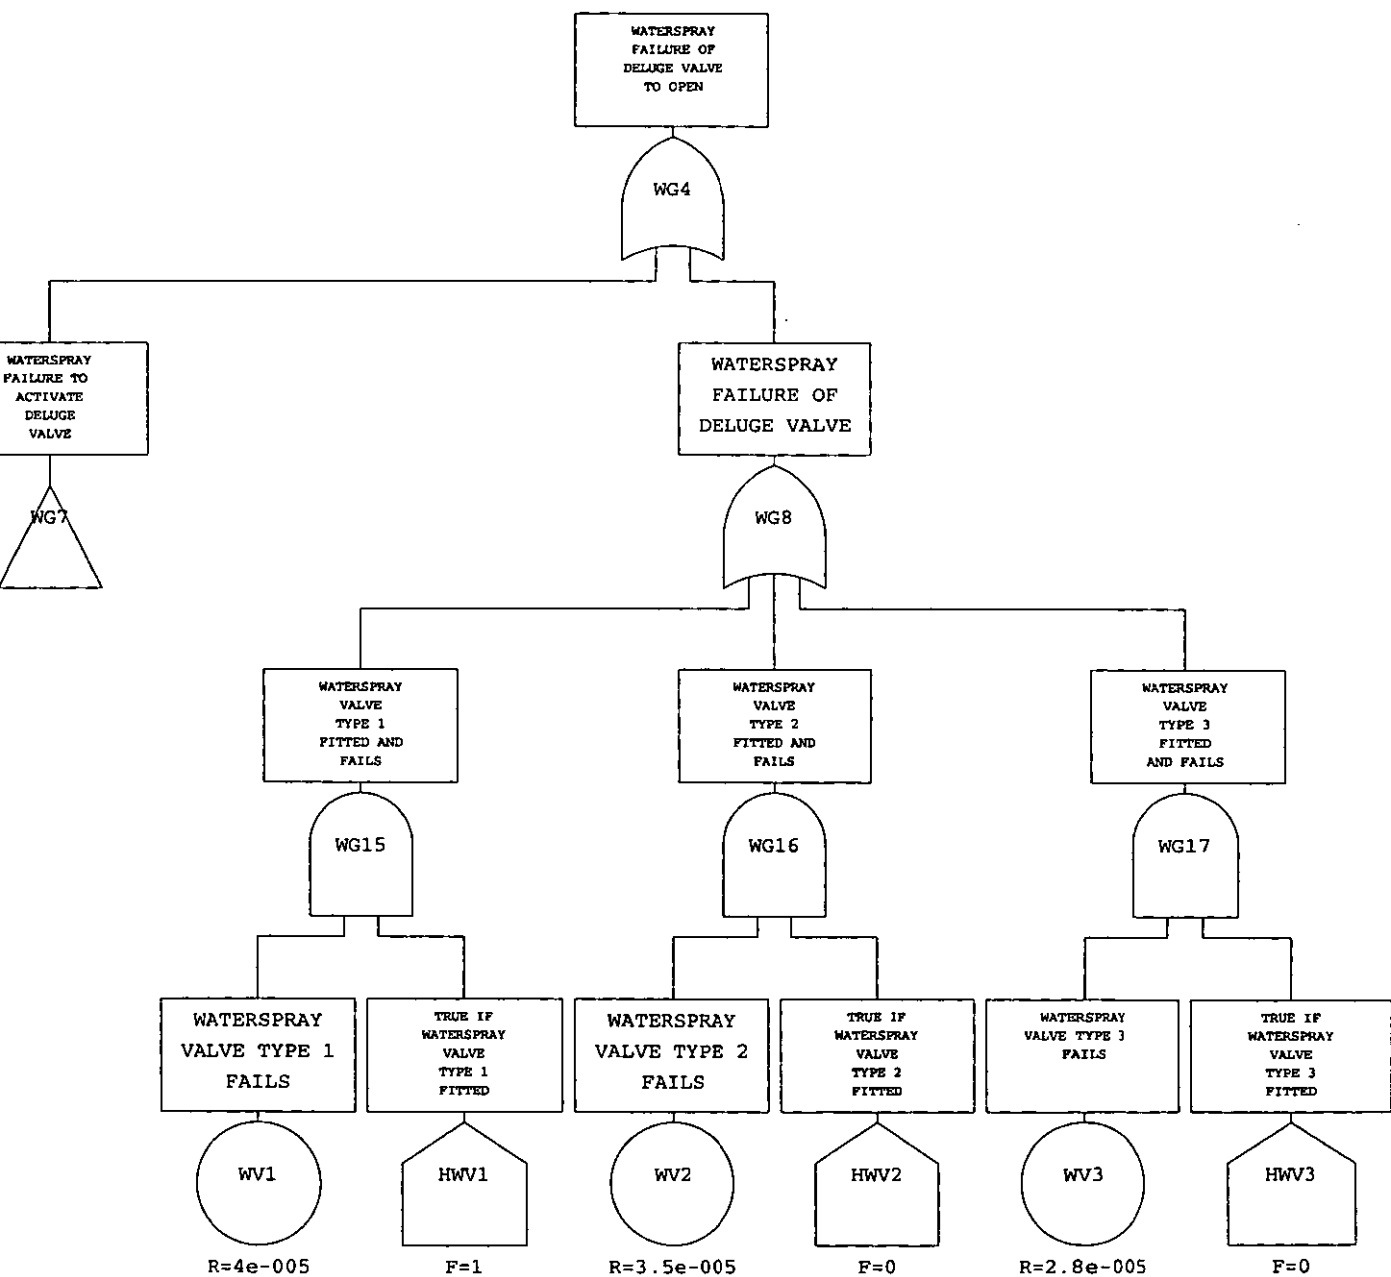 WATERSPRAY
FAILURE OF
DELUGE VALVE
TO OPEN
WG4
WATERSPRAY
FAILURE TO
ACTIVATE
DELUGE
VALVE
WG7
WATERSPRAY
FAILURE OF
DELUGE VALVE
WG8
WATERSPRAY
VALVE
TYPE 1
FITTED AND
FAILS
WG15
WATERSPRAY
VALVE
TYPE 2
FITTED AND
FAILS
WG16
WATERSPRAY
VALVE
TYPE 3
FITTED
AND FAILS
WG17
WATERSPRAY
VALVE TYPE 1
FAILS
WV1
R=4e-005
TRUE IF
WATERSPRAY
VALVE
TYPE 1
FITTED
HWV1
F=1
WATERSPRAY
VALVE TYPE 2
FAILS
WV2
R=3.5e-005
TRUE IF
WATERSPRAY
VALVE
TYPE 2
FITTED
HWV2
F=0
WATERSPRAY
VALVE TYPE 3
FAILS
WV3
R=2.8e-005
TRUE IF
WATERSPRAY
VALVE
TYPE 3
FITTED
HWV3
F=0